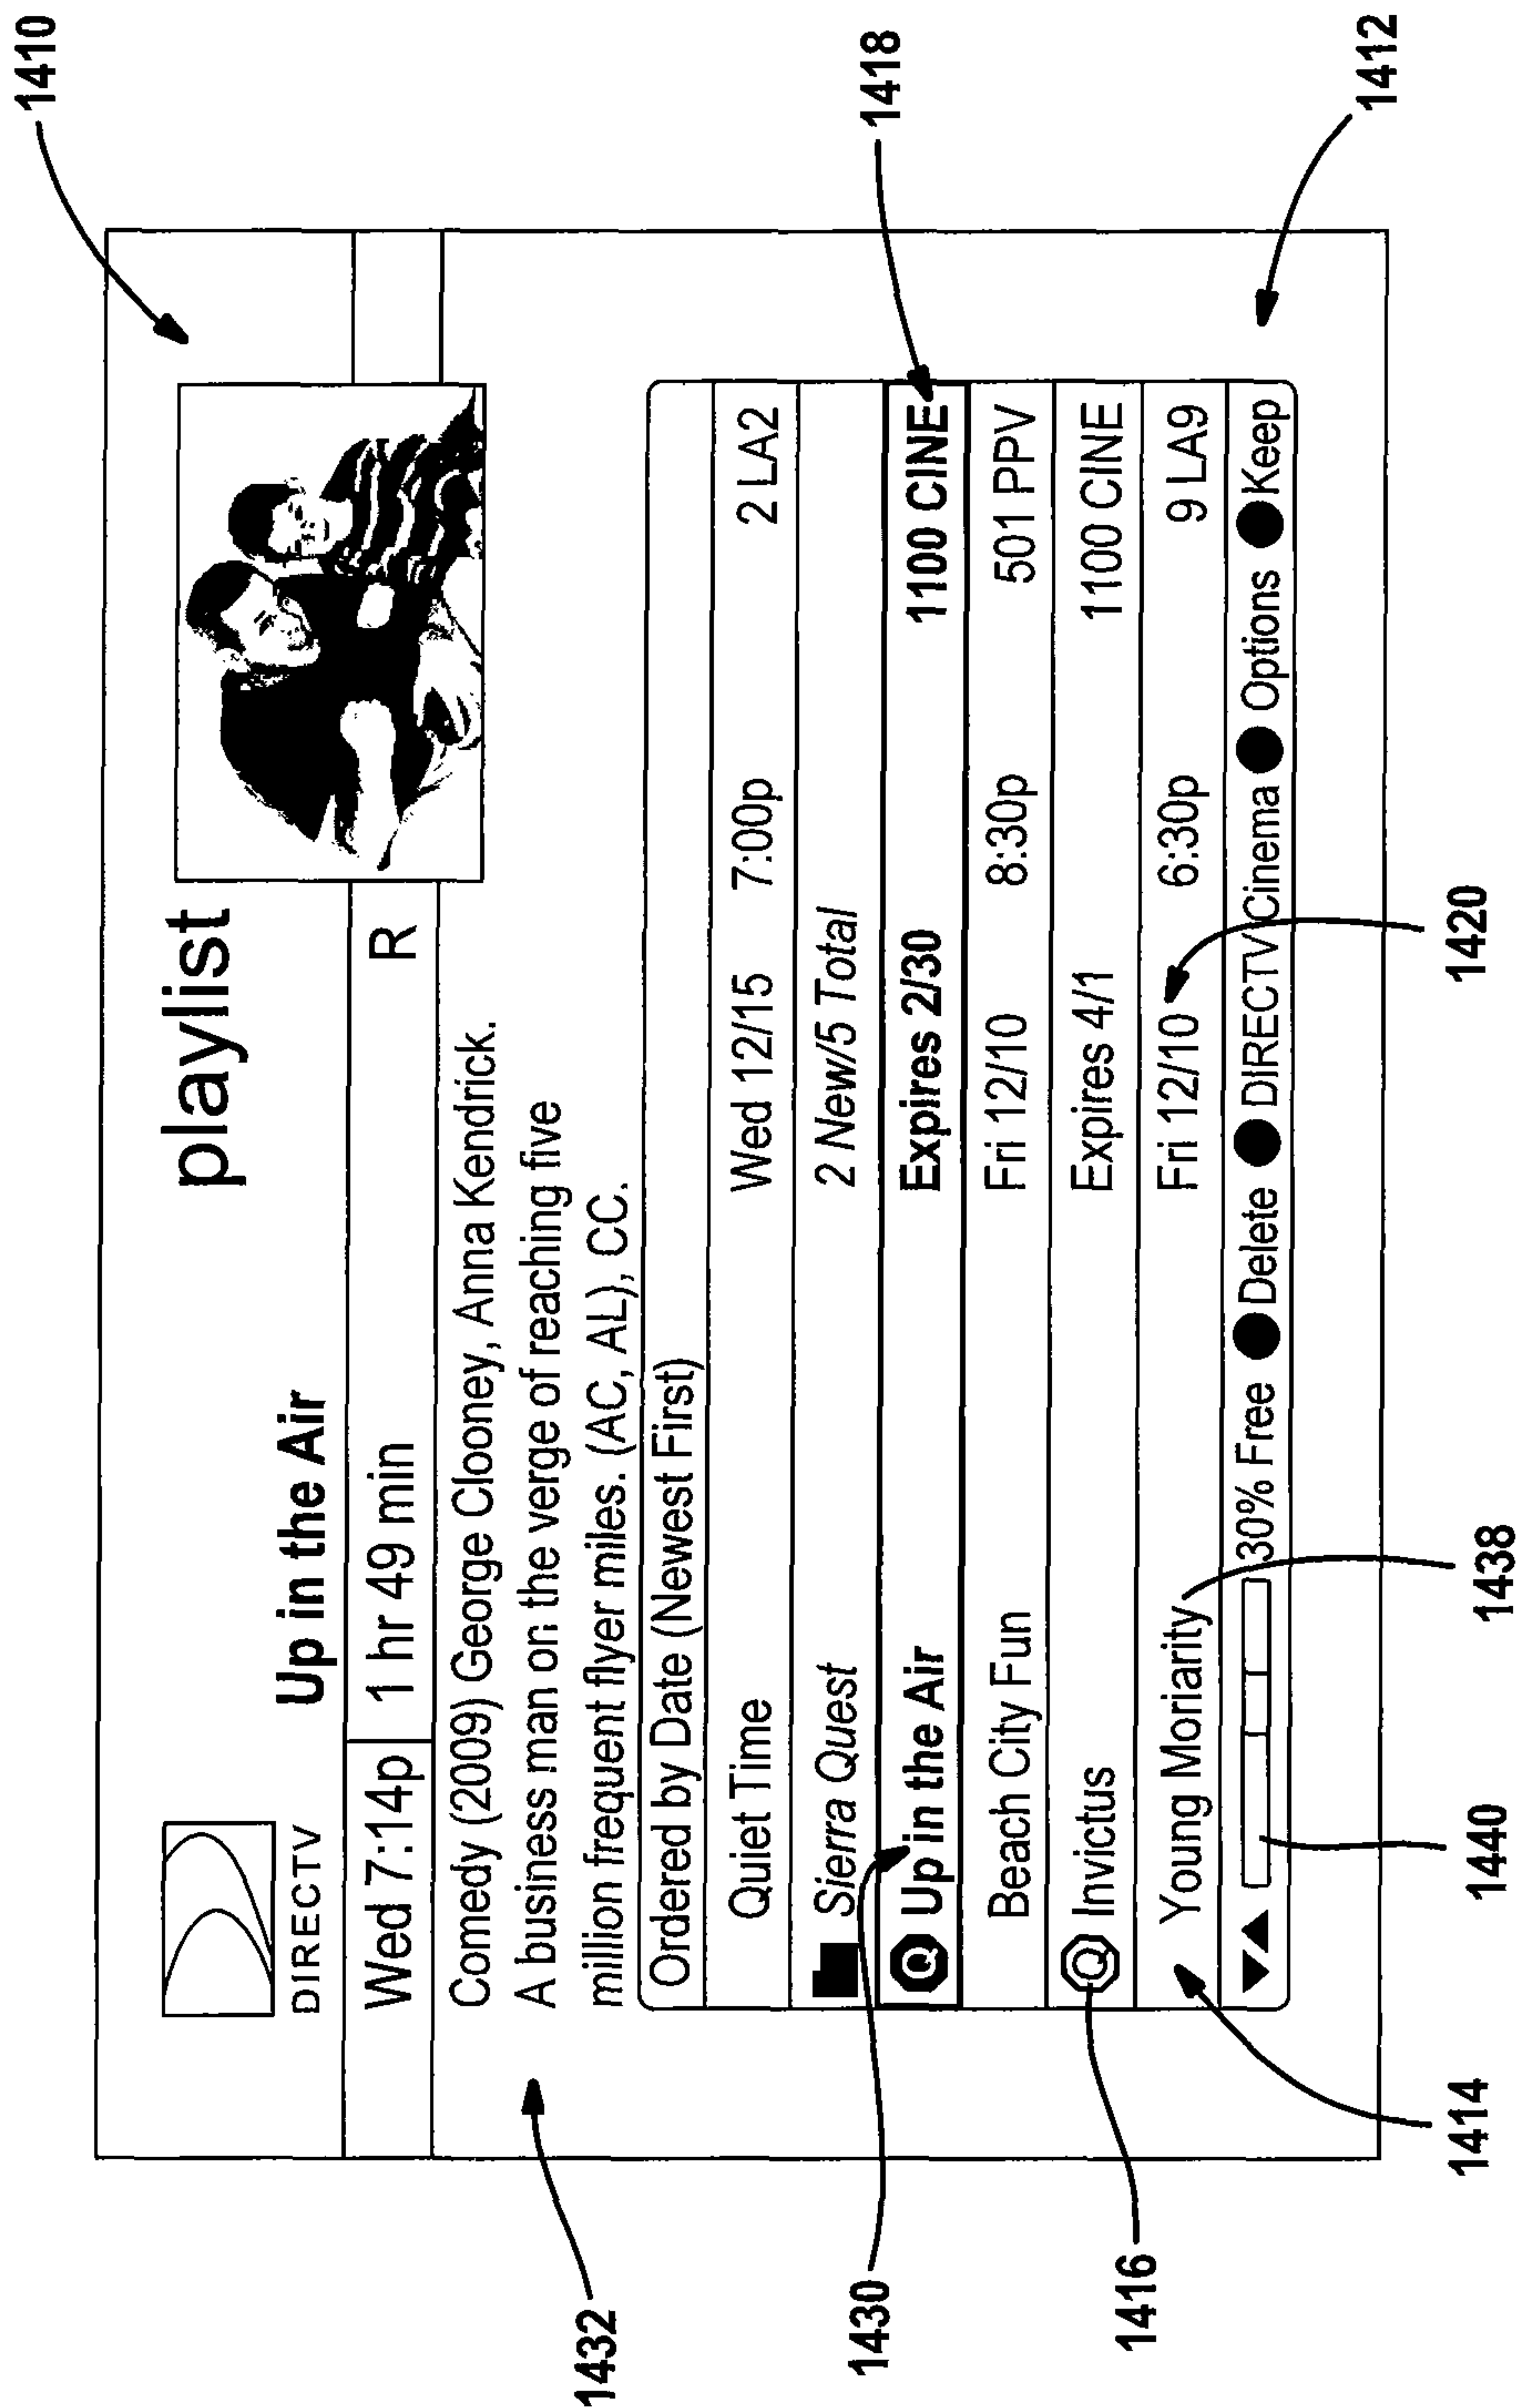 1410
DIRECTV
playlist
Up in the Air
Wed 7:14p 1 hr 49 min R
Comedy (2009) George Clooney, Anna Kendrick.
A business man on the verge of reaching five
million frequent flyer miles. (AC, AL), CC.
1432
Ordered by Date (Newest First)
Quiet Time Wed 12/15 7:00p 2 LA2
Sierra Quest 2 New/5 Total
1418
1430
Q Up in the Air Expires 2/30 1100 CINE
Beach City Fun Fri 12/10 8:30p 501 PPV
1416
Q Invictus Expires 4/1 1100 CINE
Young Moriarity Fri 12/10 6:30p 9 LA9
30% Free Delete DIRECTV Cinema Options Keep
1412
1414
1440
1438
1420